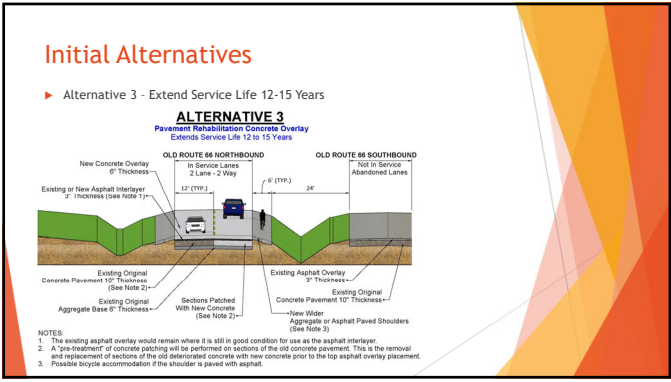 Initial Alternatives
Alternative 3 - Extend Service Life 12-15 Years
ALTERNATIVE 3
Pavement Rehabilitation Concrete Overlay
Extends Service Life 12 to 15 Years
OLD ROUTE 66 NORTHBOUND
In Service Lanes
2 Lane - 2 Way
OLD ROUTE 66 SOUTHBOUND
Not In Service
Abandoned Lanes
New Concrete Overlay
6" Thickness
Existing or New Asphalt Interlayer
3" Thickness (See Note 1)
12' (TYP.)
6' (TYP.)
24'
Existing Original
Concrete Pavement 10" Thickness
(See Note 2)
Existing Original
Aggregate Base 6" Thickness
Sections Patched
With New Concrete
(See Note 2)
Existing Asphalt Overlay
3" Thickness
Existing Original
Concrete Pavement 10" Thickness
New Wider
Aggregate or Asphalt Paved Shoulders
(See Note 3)
NOTES:
1. The existing asphalt overlay would remain where it is still in good condition for use as the asphalt interlayer.
2. A "pre-treatment" of concrete patching will be performed on sections of the old concrete pavement. This is the removal
and replacement of sections of the old deteriorated concrete with new concrete prior to the top asphalt overlay placement.
3. Possible bicycle accommodation if the shoulder is paved with asphalt.